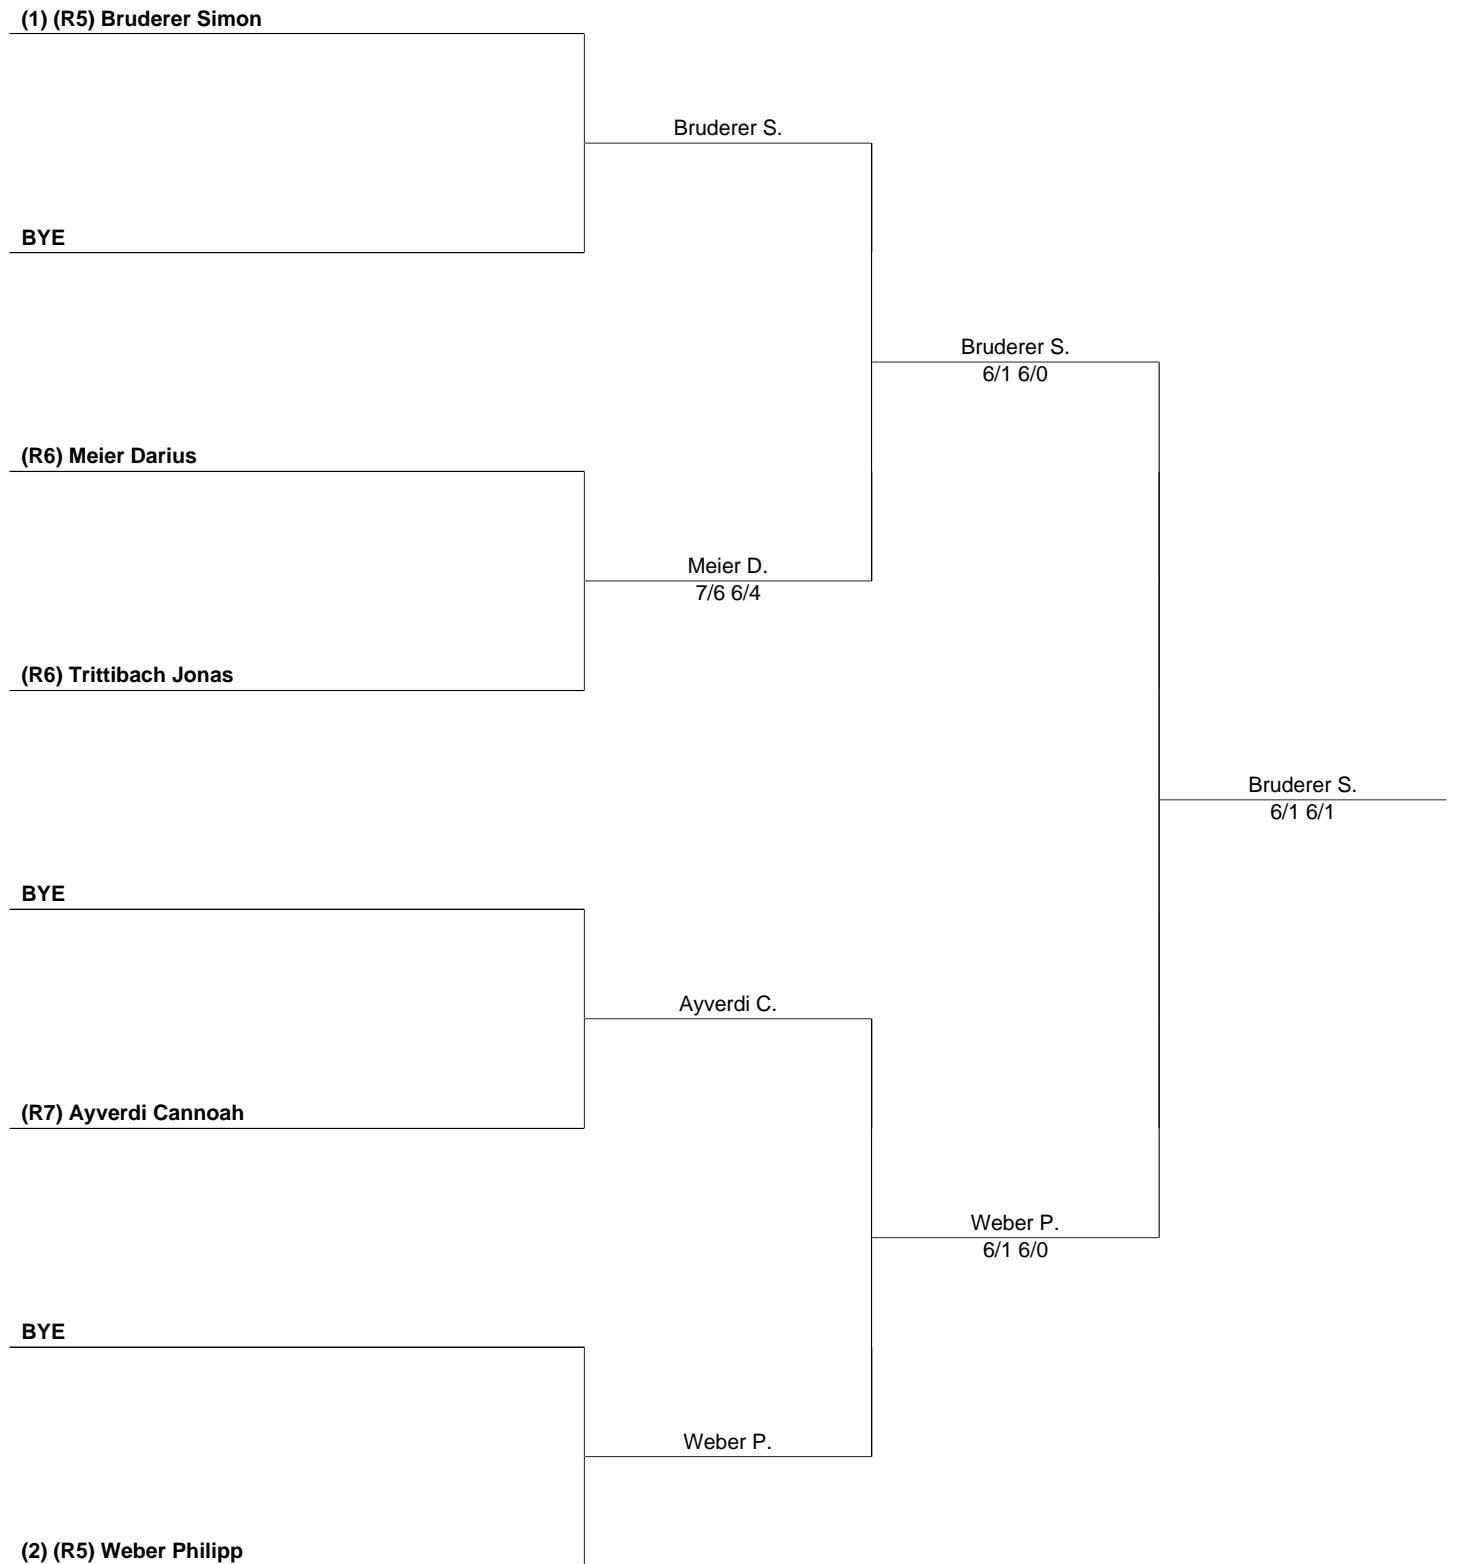 (1) (R5) Bruderer Simon
Bruderer S.
BYE
Bruderer S.
6/1 6/0
(R6) Meier Darius
Meier D.
7/6 6/4
(R6) Trittibach Jonas
Bruderer S.
6/1 6/1
BYE
Ayverdi C.
(R7) Ayverdi Cannoah
Weber P.
6/1 6/0
BYE
Weber P.
(2) (R5) Weber Philipp